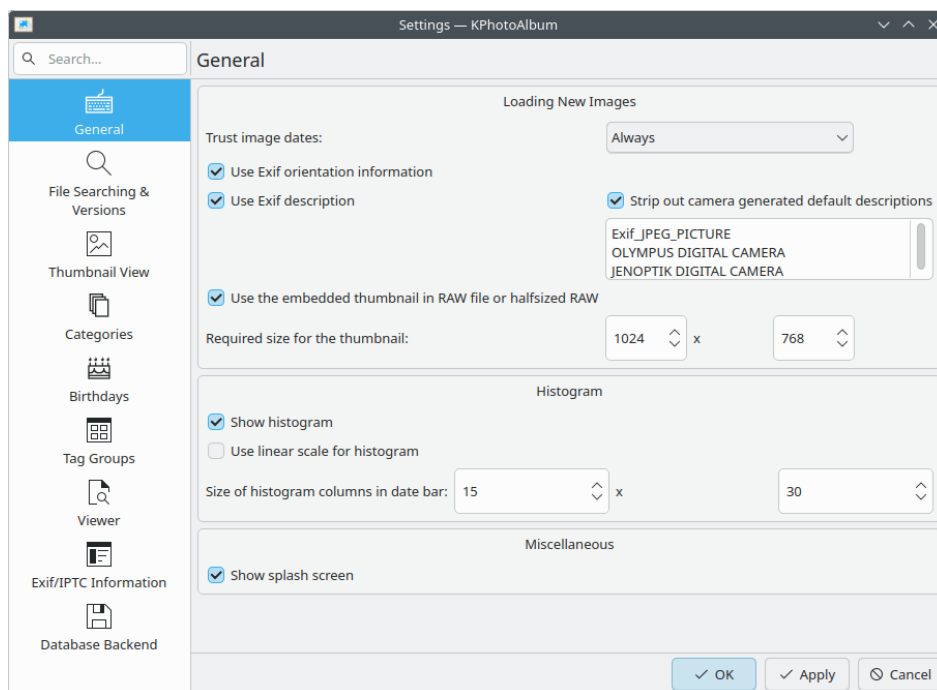 Settings — KPhotoAlbum
Search...
General
General
File Searching &
Versions
Thumbnail View
Categories
Birthdays
Tag Groups
Viewer
Exif/IPTC Information
Database Backend
Loading New Images
Trust image dates: Always
Use Exif orientation information
Use Exif description Strip out camera generated default descriptions
Exif_JPEG_PICTURE
OLYMPUS DIGITAL CAMERA
JENOPTIK DIGITAL CAMERA
Use the embedded thumbnail in RAW file or halfsized RAW
Required size for the thumbnail: 1024 x 768
Histogram
Show histogram
Use linear scale for histogram
Size of histogram columns in date bar: 15 x 30
Miscellaneous
Show splash screen
OK Apply Cancel